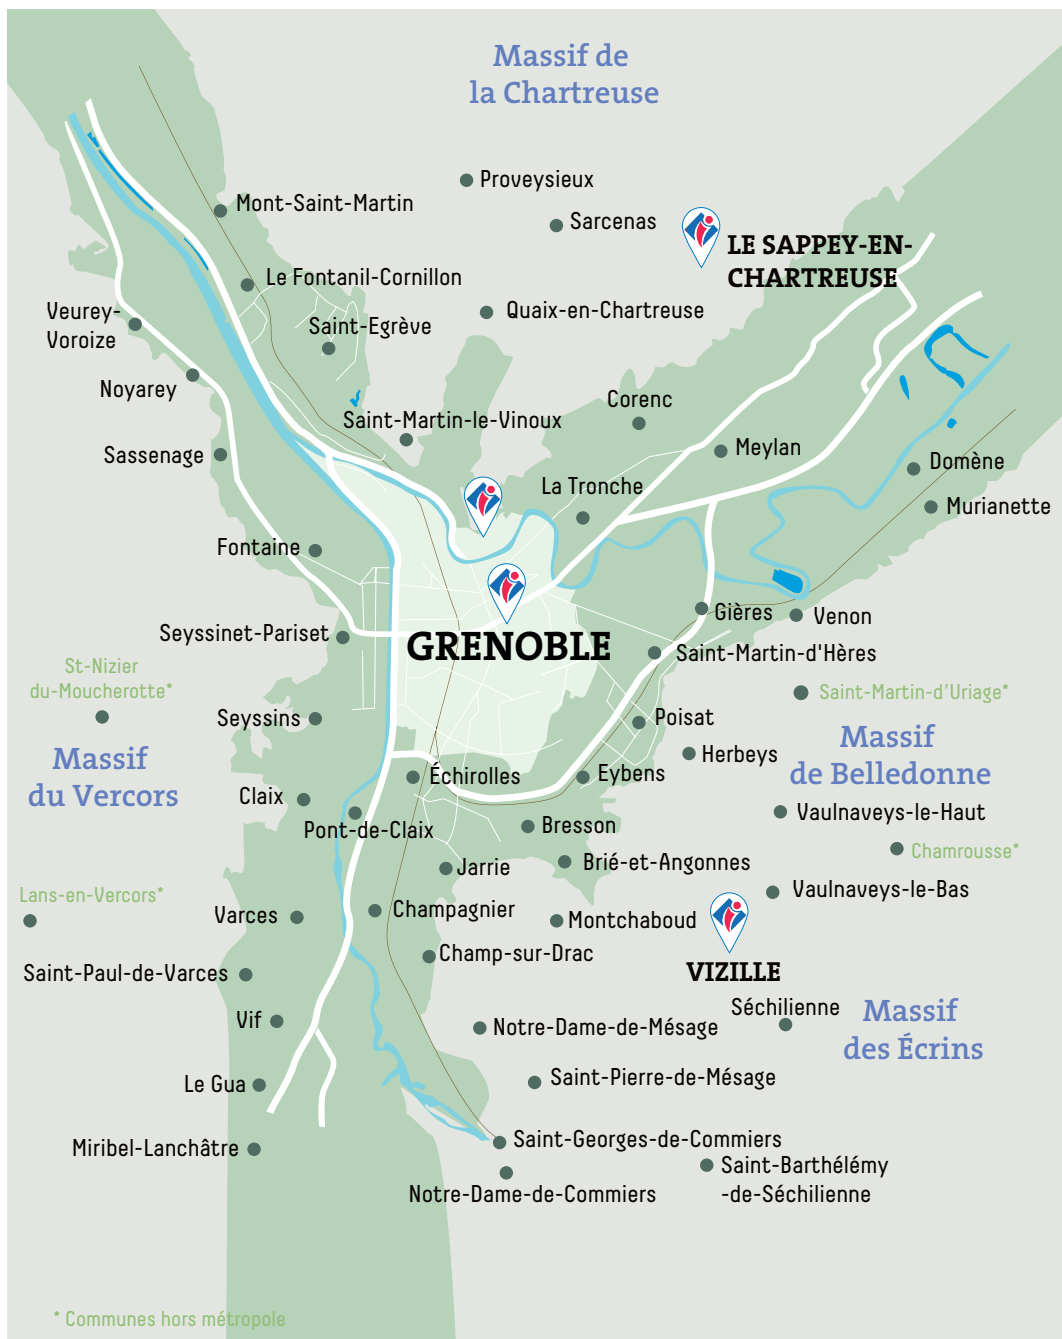 Massif de
la Chartreuse
Proveysieux
Mont-Saint-Martin
Sarcenas
LE SAPPEY-EN-
CHARTREUSE
Le Fontanil-Cornillon
Veurey-
Voroize
Quaix-en-Chartreuse
Saint-Egrève
Noyarey
Corenc
Saint-Martin-le-Vinoux
Meylan
Sassenage
Domène
La Tronche
Murianette
Fontaine
Gières
Venon
Seyssinet-Pariset
GRENOBLE
Saint-Martin-d'Hères
St-Nizier
du-Moucherotte*
Saint-Martin-d'Uriage*
Seyssins
Poisat
Massif
du Vercors
Herbeys
Massif
de Belledonne
Échirolles
Eybens
Claix
Pont-de-Claix
Bresson
Vaulnaveys-le-Haut
Chamrousse*
Jarrie
Brié-et-Angonnes
Lans-en-Vercors*
Vaulnaveys-le-Bas
Varces
Champagnier
Montchaboud
Champ-sur-Drac
VIZILLE
Saint-Paul-de-Varces
Séchilienne
Massif
des Écrins
Vif
Notre-Dame-de-Mésage
Le Gua
Saint-Pierre-de-Mésage
Miribel-Lanchâtre
Saint-Georges-de-Commiers
Saint-Barthélémy
-de-Séchilienne
Notre-Dame-de-Commiers
* Communes hors métropole